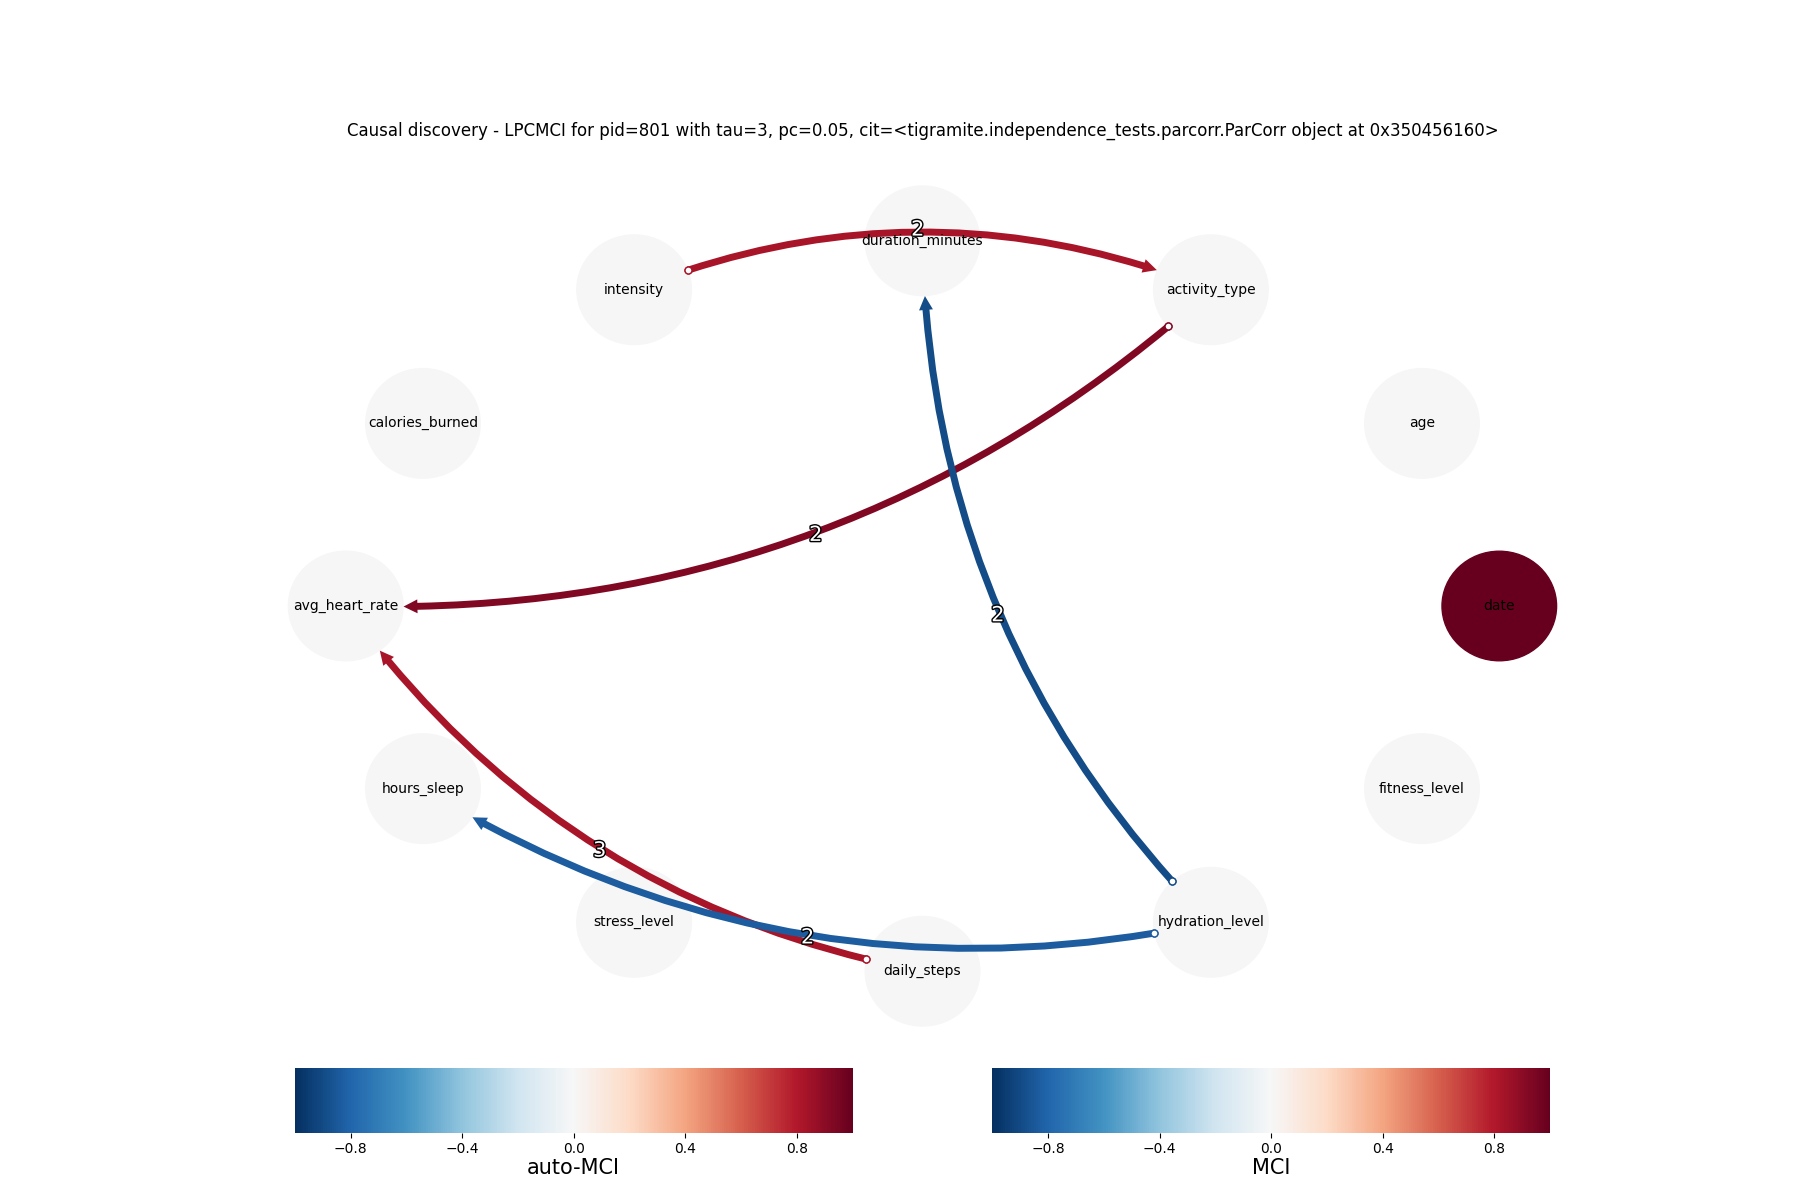 Causal discovery - LPCMCI for pid=801 with tau=3, pc=0.05, cit=<tigramite.independence_tests.parcorr.ParCorr object at 0x350456160>
2
duration_minutes
intensity
activity_type
calories_burned
age
2
avg_heart_rate
date
2
hours_sleep
fitness_level
3
stress_level
hydration_level
2
daily_steps
−0.8 −0.4 0.0 0.4 0.8
auto-MCI
−0.8 −0.4 0.0 0.4 0.8
MCI